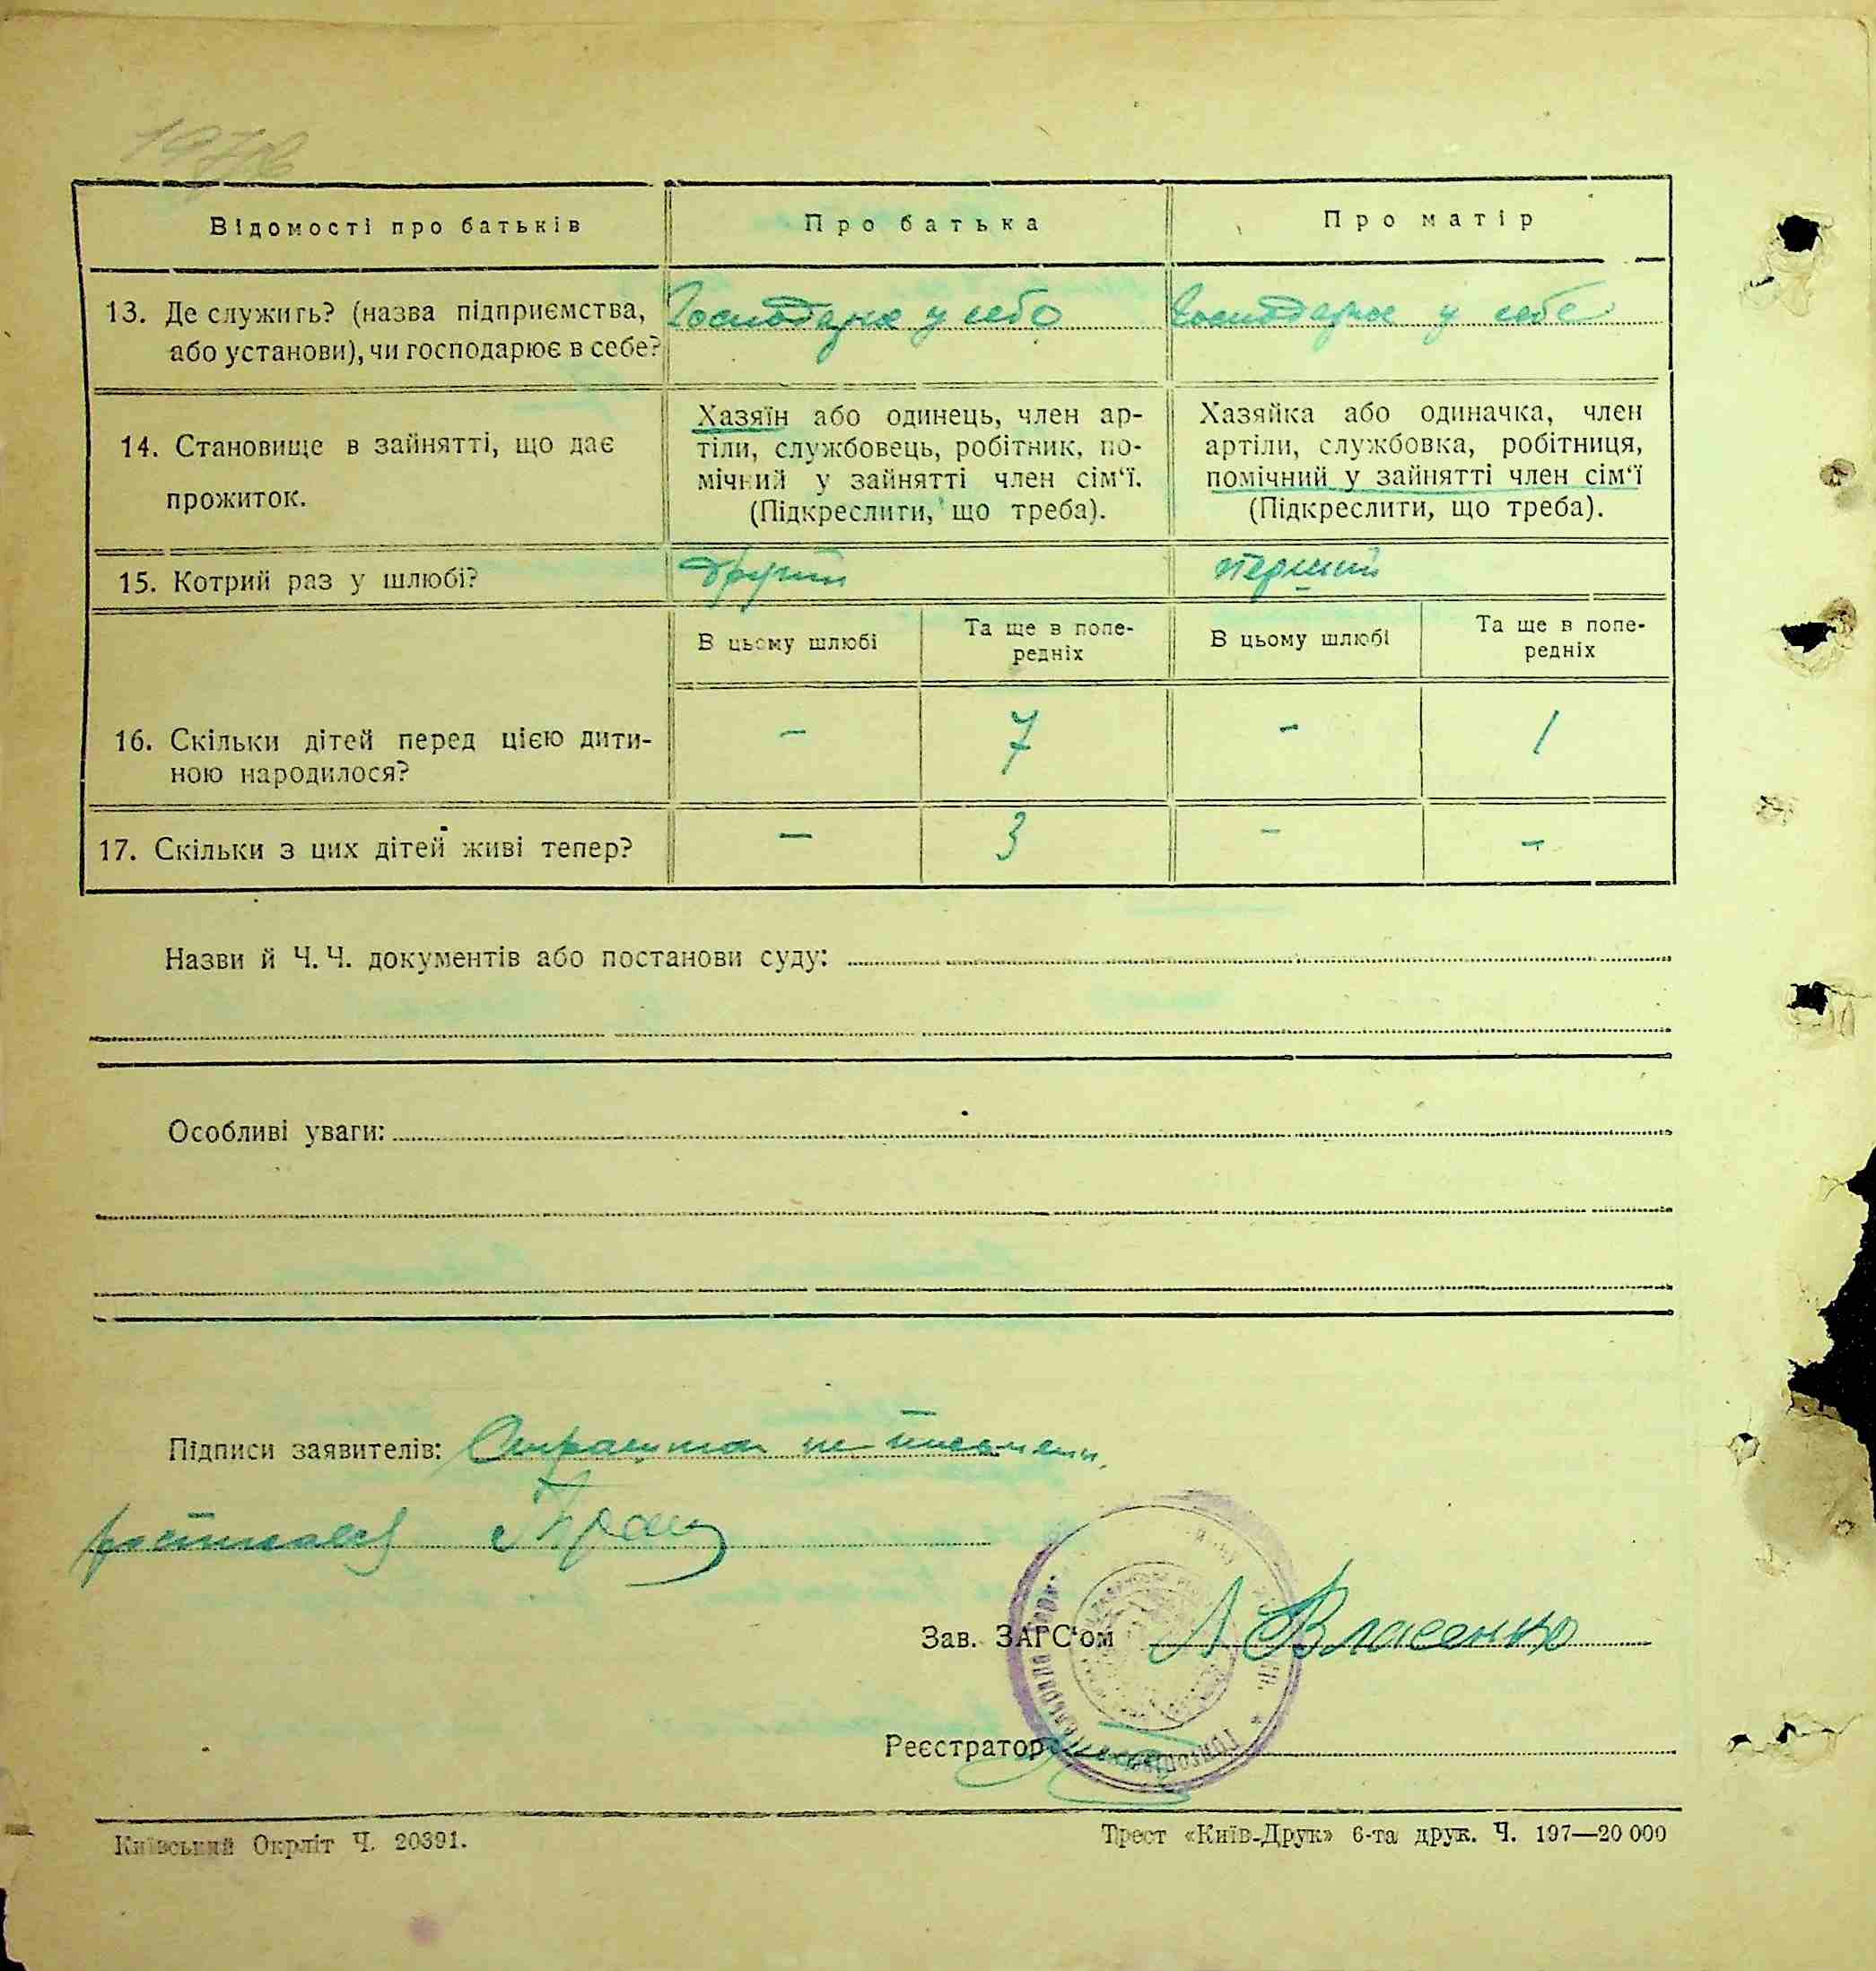 Відомості про батьків
Про батька
Про матір
13. Де служить? (назва підприємства,
або установи), чи господарює в себе?
Господарює у себе
Господарює у себе
14. Становище в зайнятті, що дає
прожиток.
Хазяїн або одинець, член ар-
тіли, службовець, робітник, по-
мічний у зайнятті член сім‘ї.
(Підкреслити, що треба).
Хазяйка або одиначка, член
артіли, службовка, робітниця,
помічний у зайнятті член сім‘ї
(Підкреслити, що треба).
15. Котрий раз у шлюбі?
другий
перший
В цьому шлюбі
Та ще в попе-
редніх
В цьому шлюбі
Та ще в попе-
редніх
16. Скільки дітей перед цією дити-
ною народилося?
– 7 – 1
17. Скільки з цих дітей живі тепер?
– 3 – –
Назви й Ч. Ч. документів або постанови суду:
Особливі уваги:
Підписи заявителів: не письменн.
Зав. ЗАГС‘ом Власенко
Реєстратор
Київський Окрліт Ч. 20391.
Трест «Київ-Друк» 6-та друк. Ч. 197—20 000